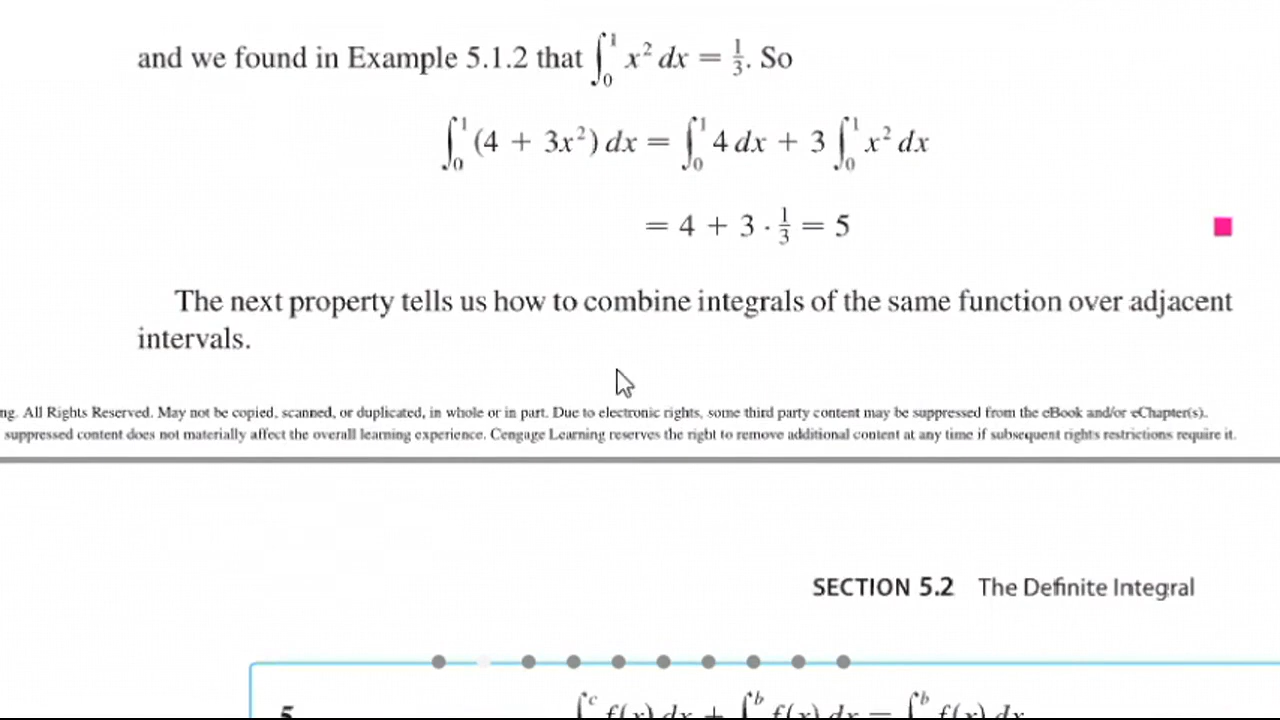 and we found in Example 5.1.2 that ∫₀¹ x² dx = 1/3. So
∫₀¹ (4 + 3x²) dx = ∫₀¹ 4 dx + 3 ∫₀¹ x² dx
= 4 + 3 · 1/3 = 5
The next property tells us how to combine integrals of the same function over adjacent
intervals.
ng. All Rights Reserved. May not be copied, scanned, or duplicated, in whole or in part. Due to electronic rights, some third party content may be suppressed from the eBook and/or eChapter(s).
suppressed content does not materially affect the overall learning experience. Cengage Learning reserves the right to remove additional content at any time if subsequent rights restrictions require it.
SECTION 5.2 The Definite Integral
5 ∫ᶜ f(x) dx + ∫ᵇ f(x) dx = ∫ᵇ f(x) dx